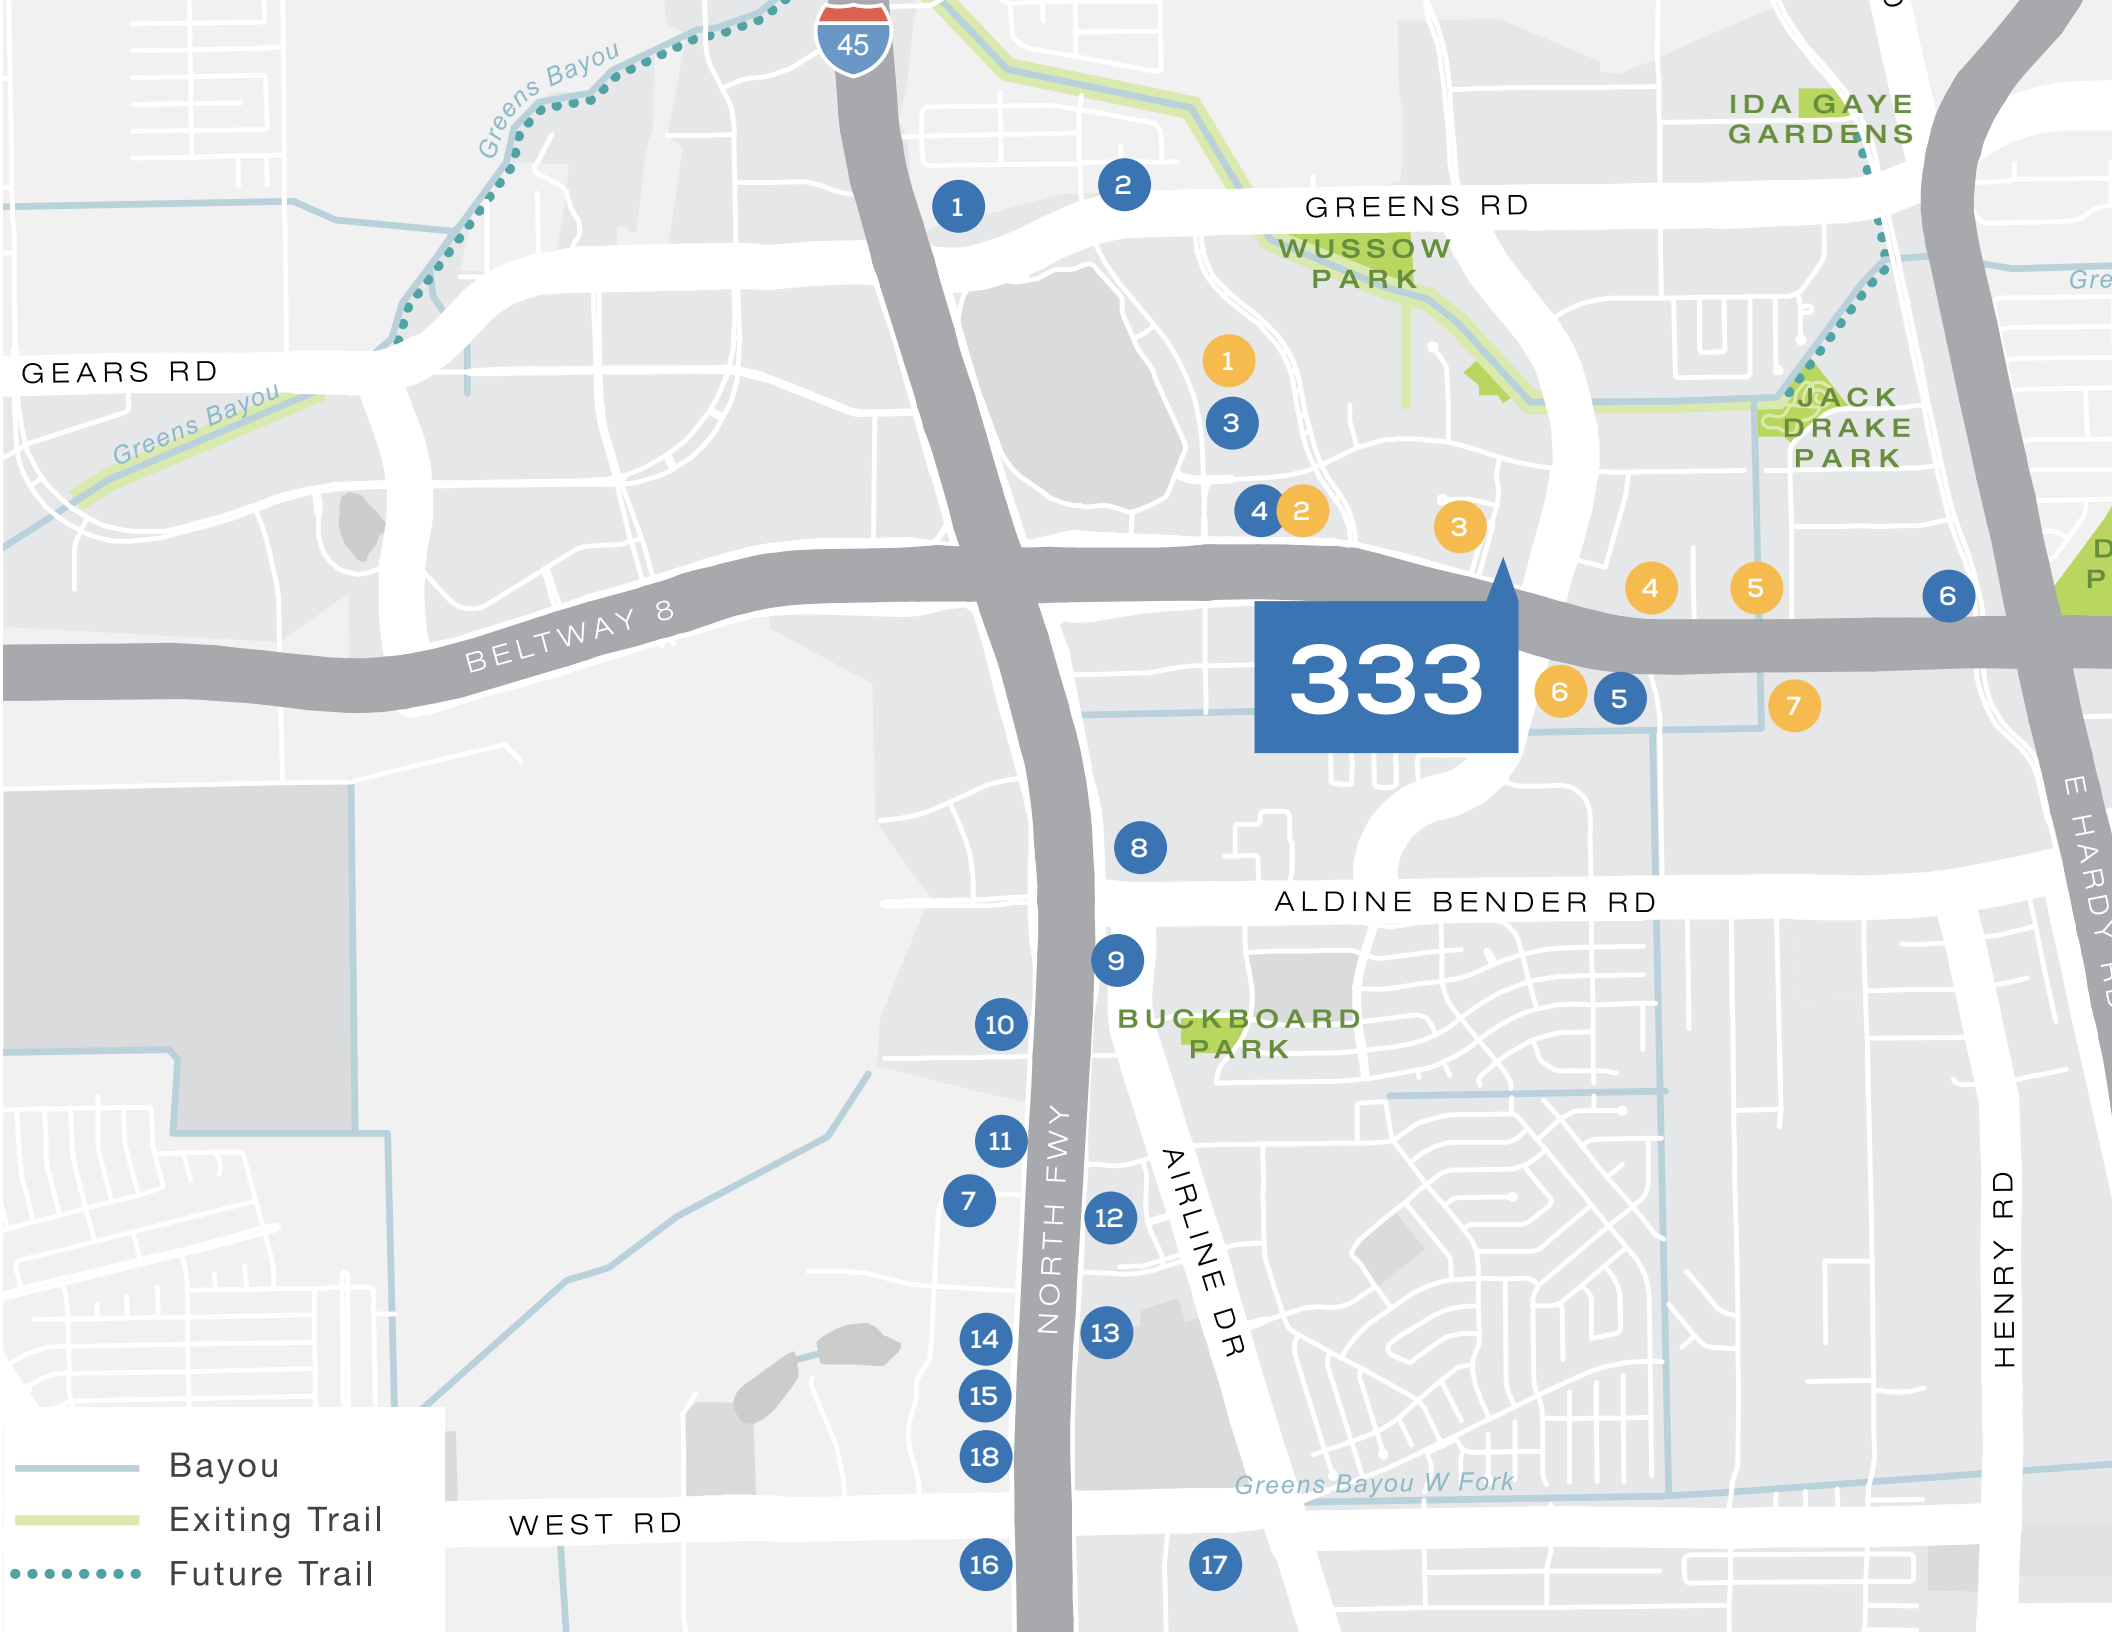 45
Greens Bayou
IDA GAYE
GARDENS
1
2
GREENS RD
WUSSOW
PARK
Gre
GEARS RD
Greens Bayou
1
3
JACK
DRAKE
PARK
4
2
3
D
P
4
5
6
BELTWAY 8
333
6
5
7
E HARDY RD
8
ALDINE BENDER RD
9
10
BUCKBOARD
PARK
11
7
12
NORTH FWY
AIRLINE DR
HENRY RD
14
13
15
18
Greens Bayou W Fork
WEST RD
16
17
Bayou
Exiting Trail
Future Trail